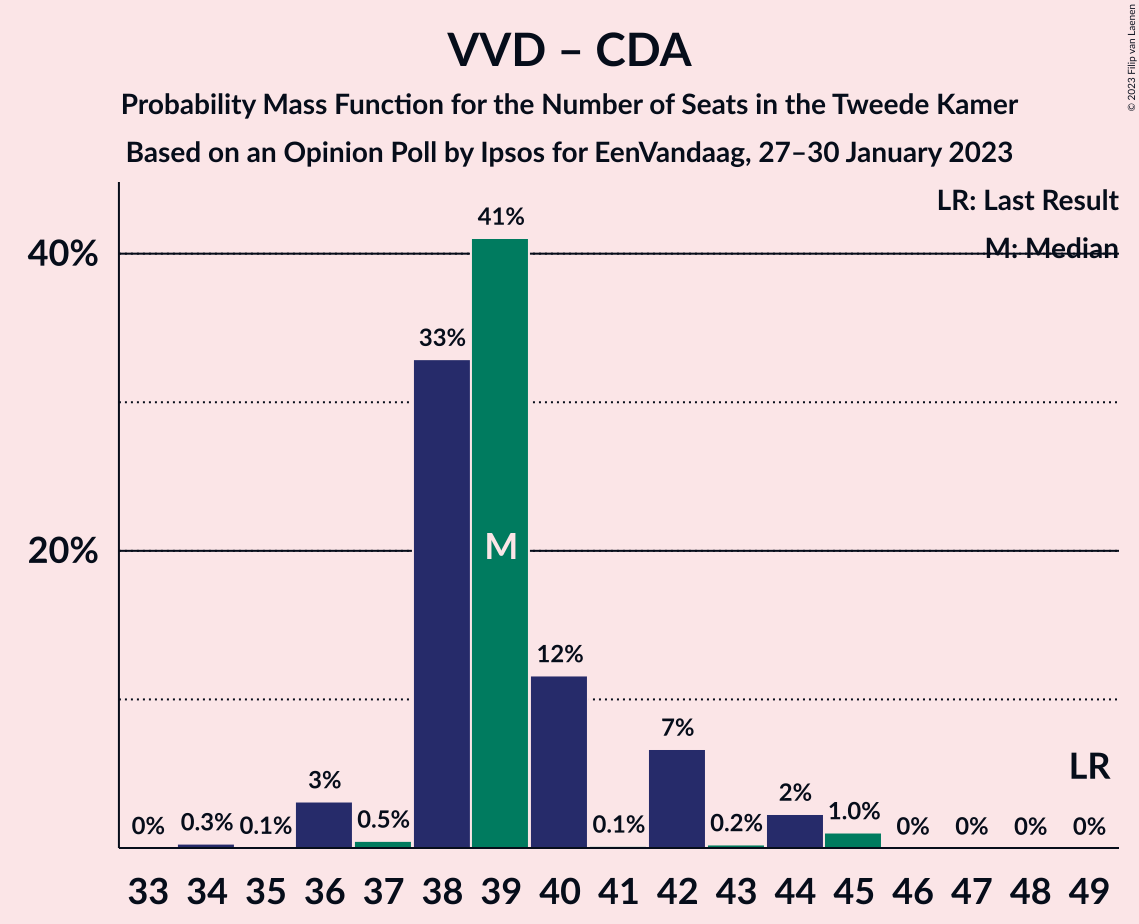 VVD – CDA
Probability Mass Function for the Number of Seats in the Tweede Kamer
Based on an Opinion Poll by Ipsos for EenVandaag, 27–30 January 2023
© 2023 Filip van Laenen
LR: Last Result
M: Median
40%
20%
0% 0.3% 0.1% 3% 0.5% 33% 41% 12% 0.1% 7% 0.2% 2% 1.0% 0% 0% 0% 0%
M
LR
33 34 35 36 37 38 39 40 41 42 43 44 45 46 47 48 49